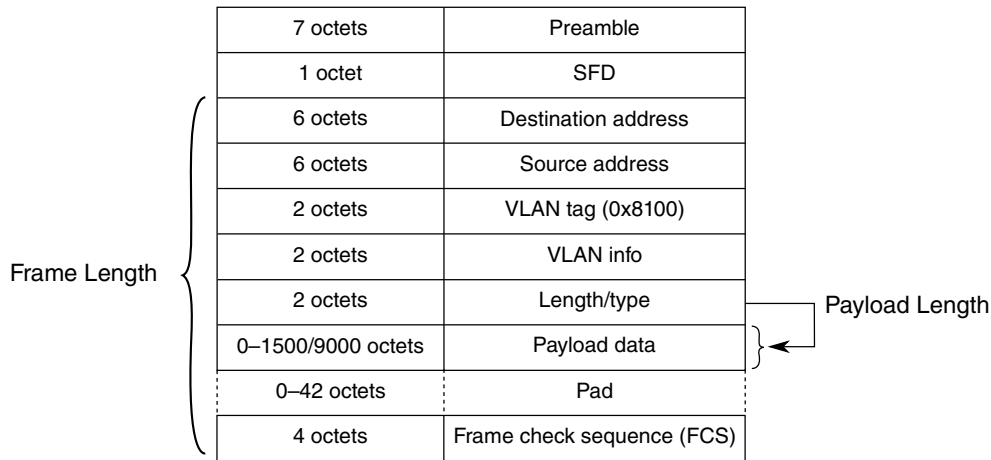 7 octets Preamble
1 octet SFD
6 octets Destination address
6 octets Source address
2 octets VLAN tag (0x8100)
2 octets VLAN info
Frame Length
2 octets Length/type
Payload Length
0–1500/9000 octets Payload data
0–42 octets Pad
4 octets Frame check sequence (FCS)